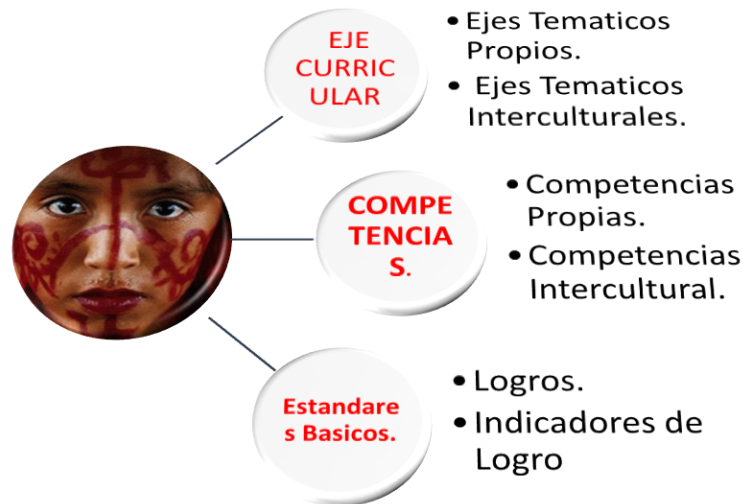 EJE
CURRIC
ULAR
• Ejes Tematicos
Propios.
• Ejes Tematicos
Interculturales.
COMPE
TENCIA
S.
• Competencias
Propias.
• Competencias
Intercultural.
Estandare
s Basicos.
• Logros.
• Indicadores de
Logro